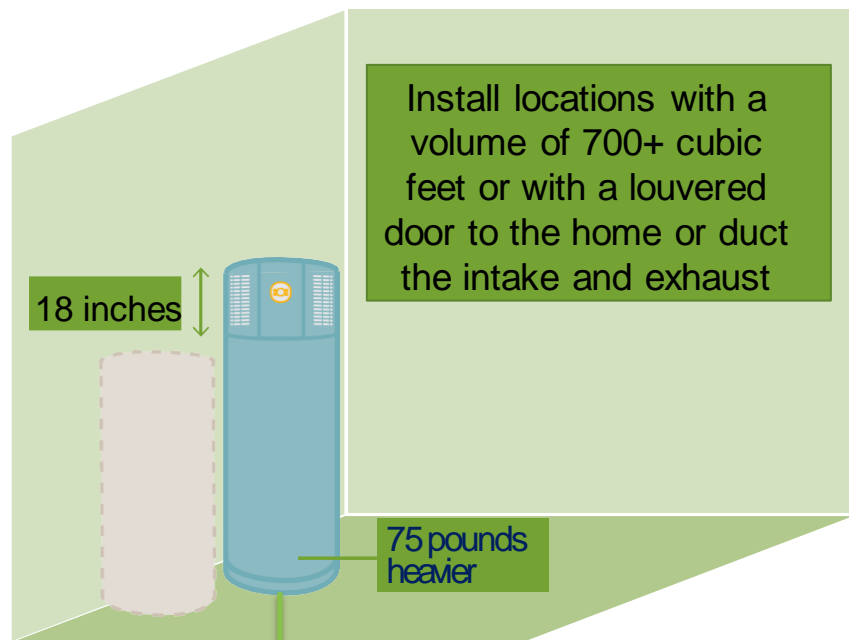 Install locations with a
volume of 700+ cubic
feet or with a louvered
door to the home or duct
the intake and exhaust
18 inches
75 pounds
heavier